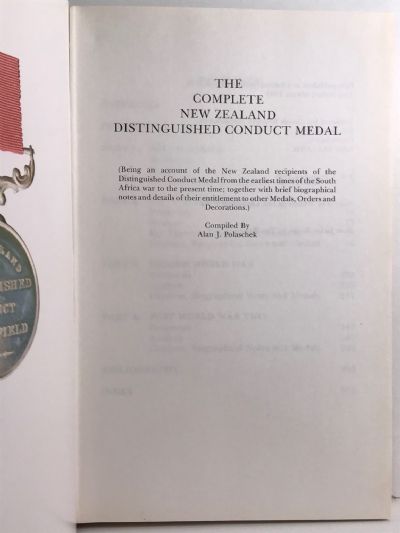 THE
COMPLETE
NEW ZEALAND
DISTINGUISHED CONDUCT MEDAL
(Being an account of the New Zealand recipients of the
Distinguished Conduct Medal from the earliest times of the South
Africa war to the present time; together with brief biographical
notes and details of their entitlement to other Medals, Orders and
Decorations.)
Compiled By
Alan J. Polaschek